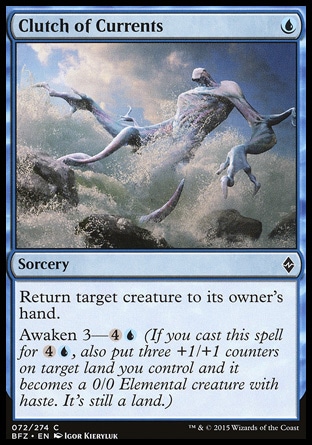 Clutch of Currents
Sorcery
Return target creature to its owner's
hand.
Awaken 3—4 (If you cast this spell
for 4 , also put three +1/+1 counters
on target land you control and it
becomes a 0/0 Elemental creature with
haste. It's still a land.)
072/274 C
BFZ • EN Igor Kieryluk
™ & © 2015 Wizards of the Coast